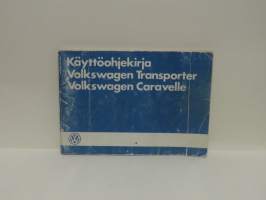 Käyttöohjekirja
Volkswagen Transporter
Volkswagen Caravelle